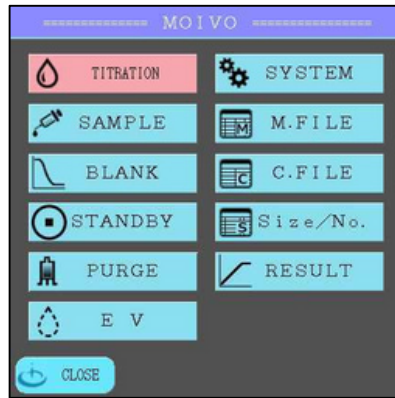 ============== MOIVO ================
TITRATION SYSTEM
SAMPLE M.FILE
BLANK C.FILE
STANDBY Size/No.
PURGE RESULT
E V
CLOSE